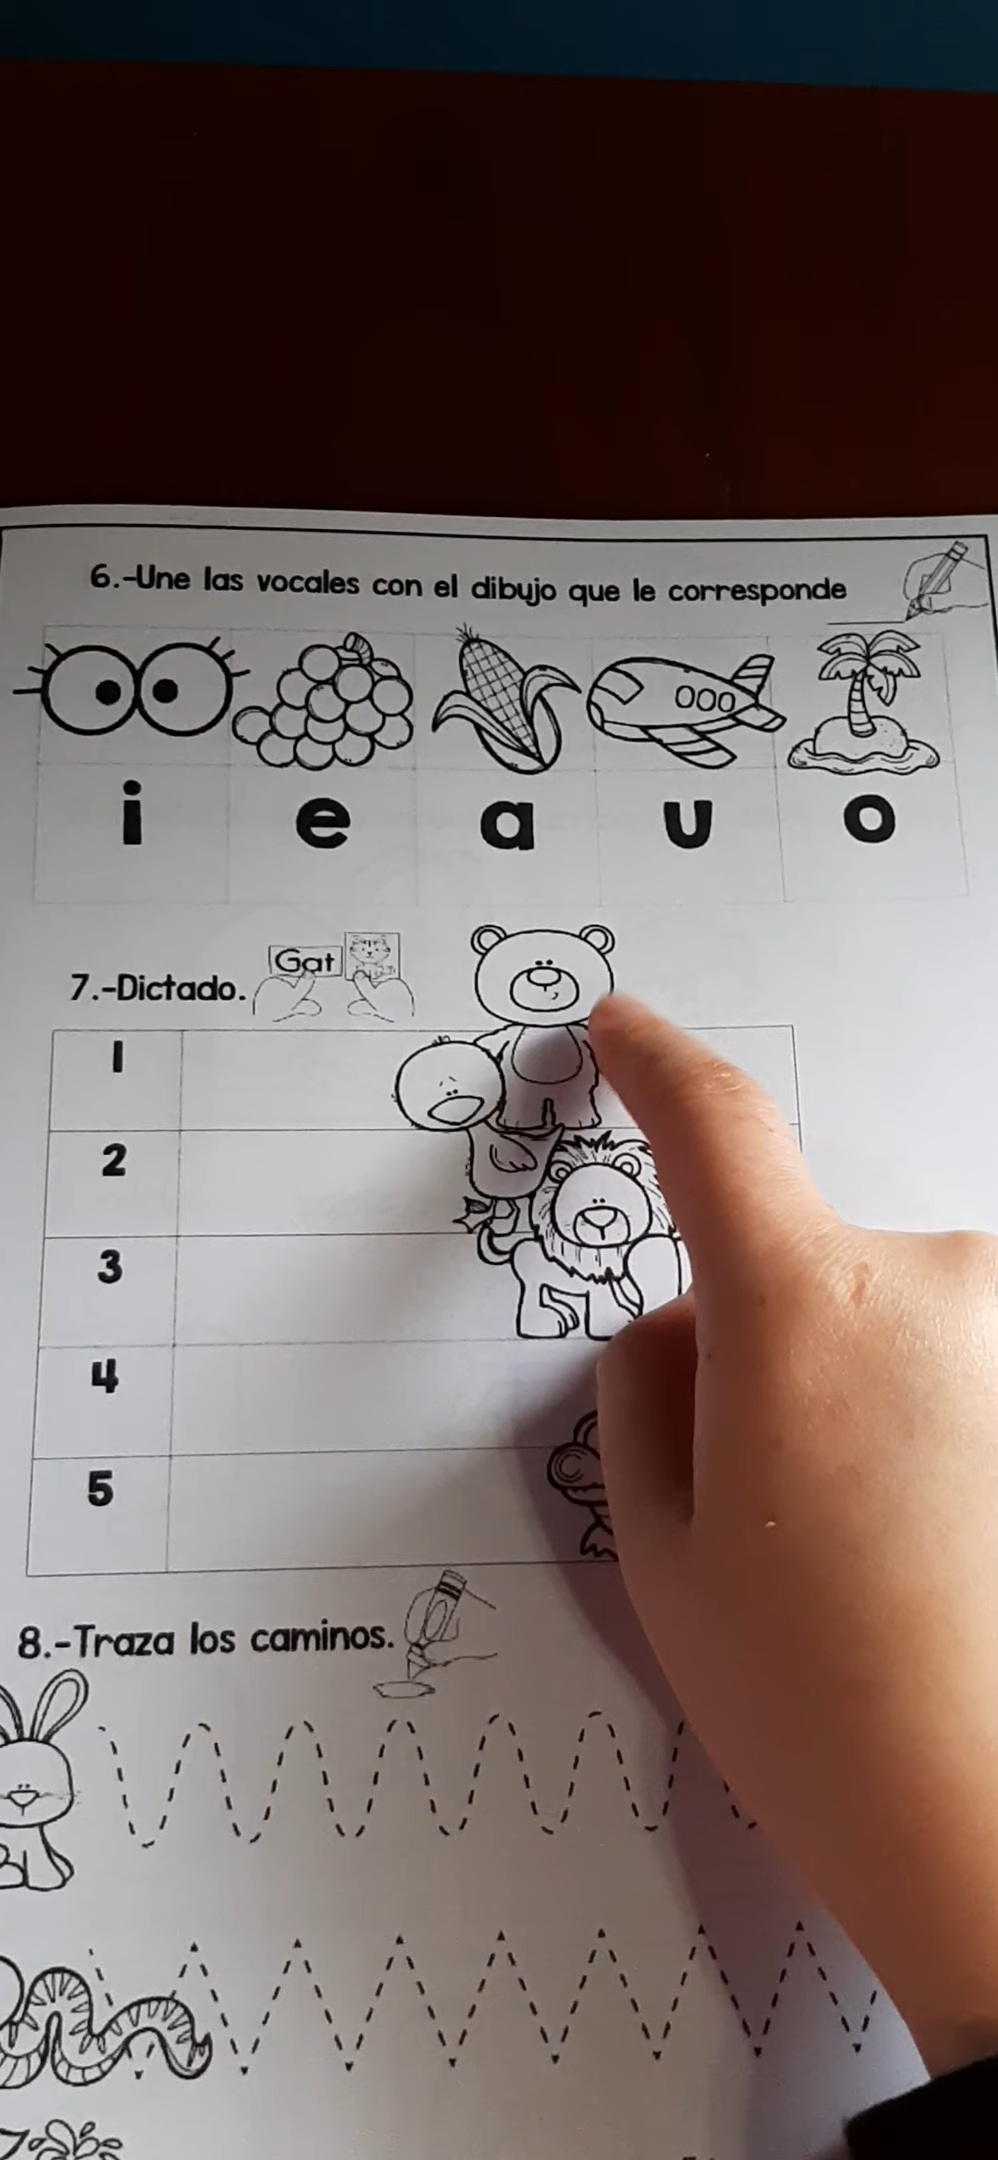 6.-Une las vocales con el dibujo que le corresponde
i e a u o
7.-Dictado.
Gat
1
2
3
4
5
8.-Traza los caminos.